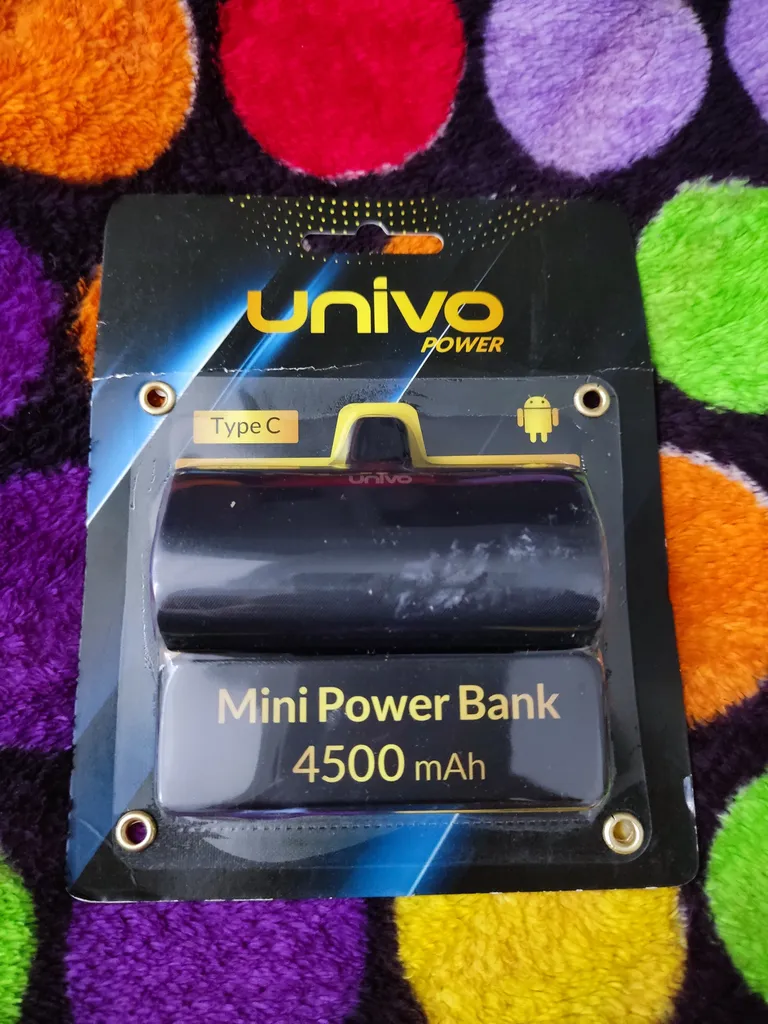 univo
POWER
Type C
univo
Mini Power Bank
4500 mAh